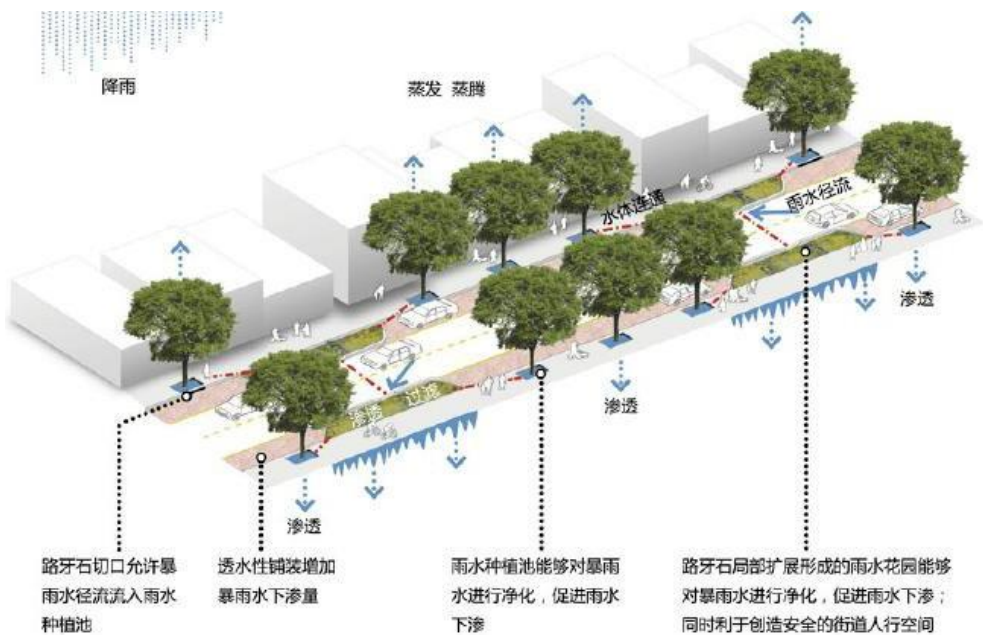 降雨
蒸发 蒸腾
水体连通
雨水径流
渗透
渗透 过滤
渗透
渗透
路牙石切口允许暴
雨水径流流入雨水
种植池
透水性铺装增加
暴雨水下渗量
雨水种植池能够对暴雨
水进行净化，促进雨水
下渗
路牙石局部扩展形成的雨水花园能够
对暴雨水进行净化，促进雨水下渗；
同时利于创造安全的街道人行空间